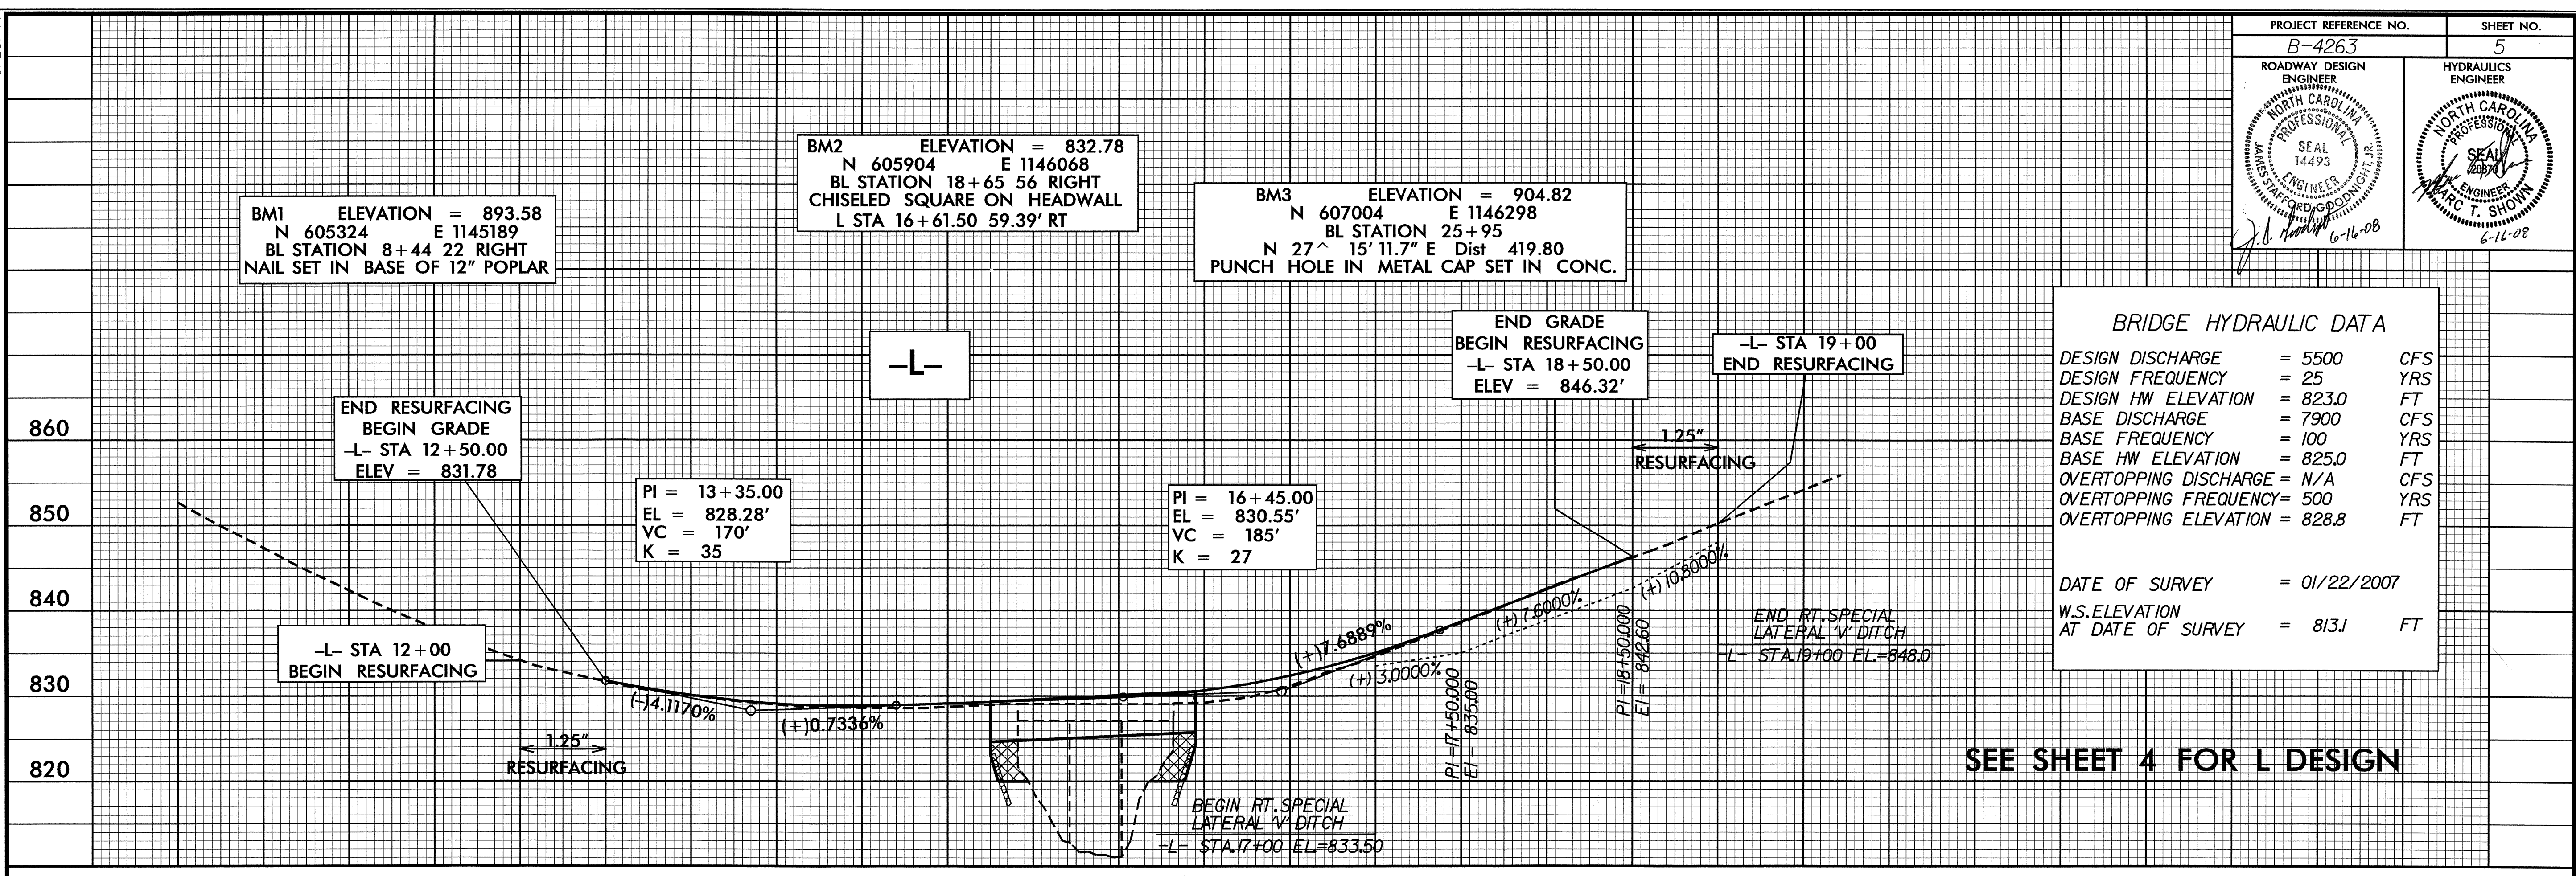 PROJECT REFERENCE NO.
SHEET NO.
B-4263
5
ROADWAY DESIGN
ENGINEER
HYDRAULICS
ENGINEER
NORTH CAROLINA
PROFESSIONAL
SEAL
14493
ENGINEER
JAMES STAFFORD GOODNIGHT, JR.
6-16-08
NORTH CAROLINA
PROFESSIONAL
SEAL
ENGINEER
MARC T. SHOWN
6-16-08
BM1 ELEVATION = 893.58
N 605324 E 1145189
BL STATION 8+44 22 RIGHT
NAIL SET IN BASE OF 12" POPLAR
BM2 ELEVATION = 832.78
N 605904 E 1146068
BL STATION 18+65 56 RIGHT
CHISELED SQUARE ON HEADWALL
L STA 16+61.50 59.39' RT
BM3 ELEVATION = 904.82
N 607004 E 1146298
BL STATION 25+95
N 27^ 15' 11.7" E Dist 419.80
PUNCH HOLE IN METAL CAP SET IN CONC.
-L-
END GRADE
BEGIN RESURFACING
-L- STA 18+50.00
ELEV = 846.32'
-L- STA 19+00
END RESURFACING
END RESURFACING
BEGIN GRADE
-L- STA 12+50.00
ELEV = 831.78
PI = 13+35.00
EL = 828.28'
VC = 170'
K = 35
PI = 16+45.00
EL = 830.55'
VC = 185'
K = 27
1.25"
RESURFACING
BRIDGE HYDRAULIC DATA
DESIGN DISCHARGE = 5500 CFS
DESIGN FREQUENCY = 25 YRS
DESIGN HW ELEVATION = 823.0 FT
BASE DISCHARGE = 7900 CFS
BASE FREQUENCY = 100 YRS
BASE HW ELEVATION = 825.0 FT
OVERTOPPING DISCHARGE = N/A CFS
OVERTOPPING FREQUENCY= 500 YRS
OVERTOPPING ELEVATION = 828.8 FT
DATE OF SURVEY = 01/22/2007
W.S.ELEVATION
AT DATE OF SURVEY = 813.1 FT
860
850
840
830
820
-L- STA 12+00
BEGIN RESURFACING
(-)4.1170%
(+)0.7336%
1.25"
RESURFACING
(+)7.6889%
(+)3.0000%
(+)7.6000%
(+)10.8000%
PI =17+50.000
El = 835.00
PI =18+50.000
El = 842.60
END RT.SPECIAL
LATERAL 'V' DITCH
-L- STA.19+00 EL.=848.0
BEGIN RT.SPECIAL
LATERAL 'V' DITCH
-L- STA.17+00 EL.=833.50
SEE SHEET 4 FOR L DESIGN